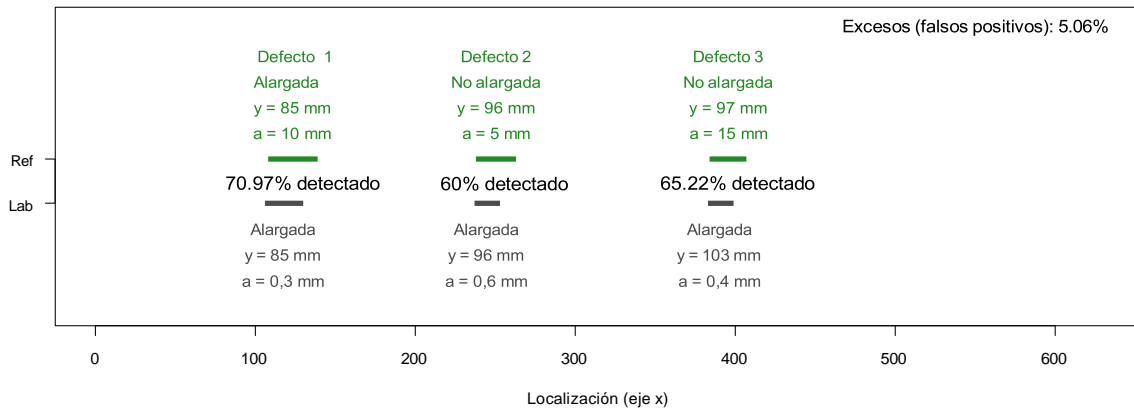 Excesos (falsos positivos): 5.06%
Defecto 1 Defecto 2 Defecto 3
Alargada No alargada No alargada
y = 85 mm y = 96 mm y = 97 mm
a = 10 mm a = 5 mm a = 15 mm
Ref
70.97% detectado 60% detectado 65.22% detectado
Lab
Alargada Alargada Alargada
y = 85 mm y = 96 mm y = 103 mm
a = 0,3 mm a = 0,6 mm a = 0,4 mm
0 100 200 300 400 500 600
Localización (eje x)